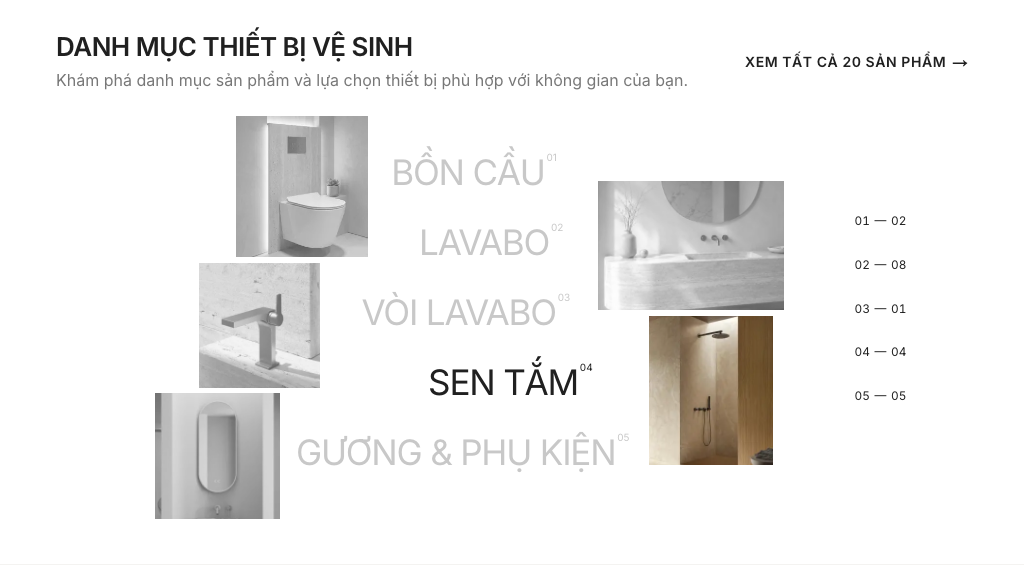 DANH MỤC THIẾT BỊ VỆ SINH
Khám phá danh mục sản phẩm và lựa chọn thiết bị phù hợp với không gian của bạn.
XEM TẤT CẢ 20 SẢN PHẨM →
BỒN CẦU 01
LAVABO 02
VÒI LAVABO 03
SEN TẮM 04
GƯƠNG & PHỤ KIỆN 05
01 — 02
02 — 08
03 — 01
04 — 04
05 — 05